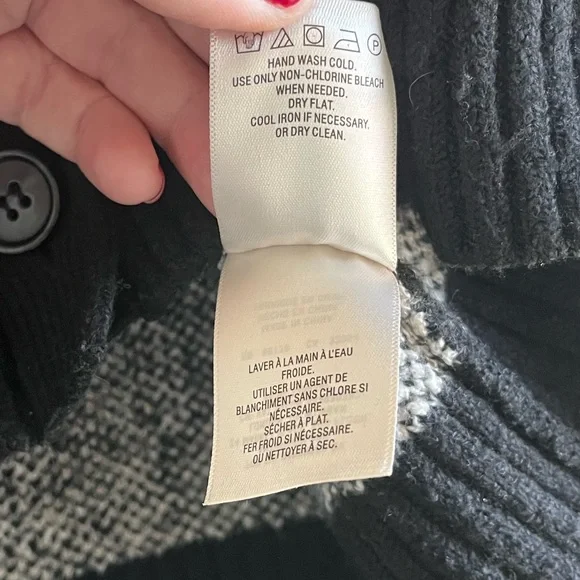 HAND WASH COLD.
USE ONLY NON-CHLORINE BLEACH
WHEN NEEDED.
DRY FLAT.
COOL IRON IF NECESSARY.
OR DRY CLEAN.
LAVER À LA MAIN À L'EAU
FROIDE.
UTILISER UN AGENT DE
BLANCHIMENT SANS CHLORE SI
NÉCESSAIRE.
SÉCHER À PLAT.
FER FROID SI NÉCESSAIRE.
OU NETTOYER À SEC.